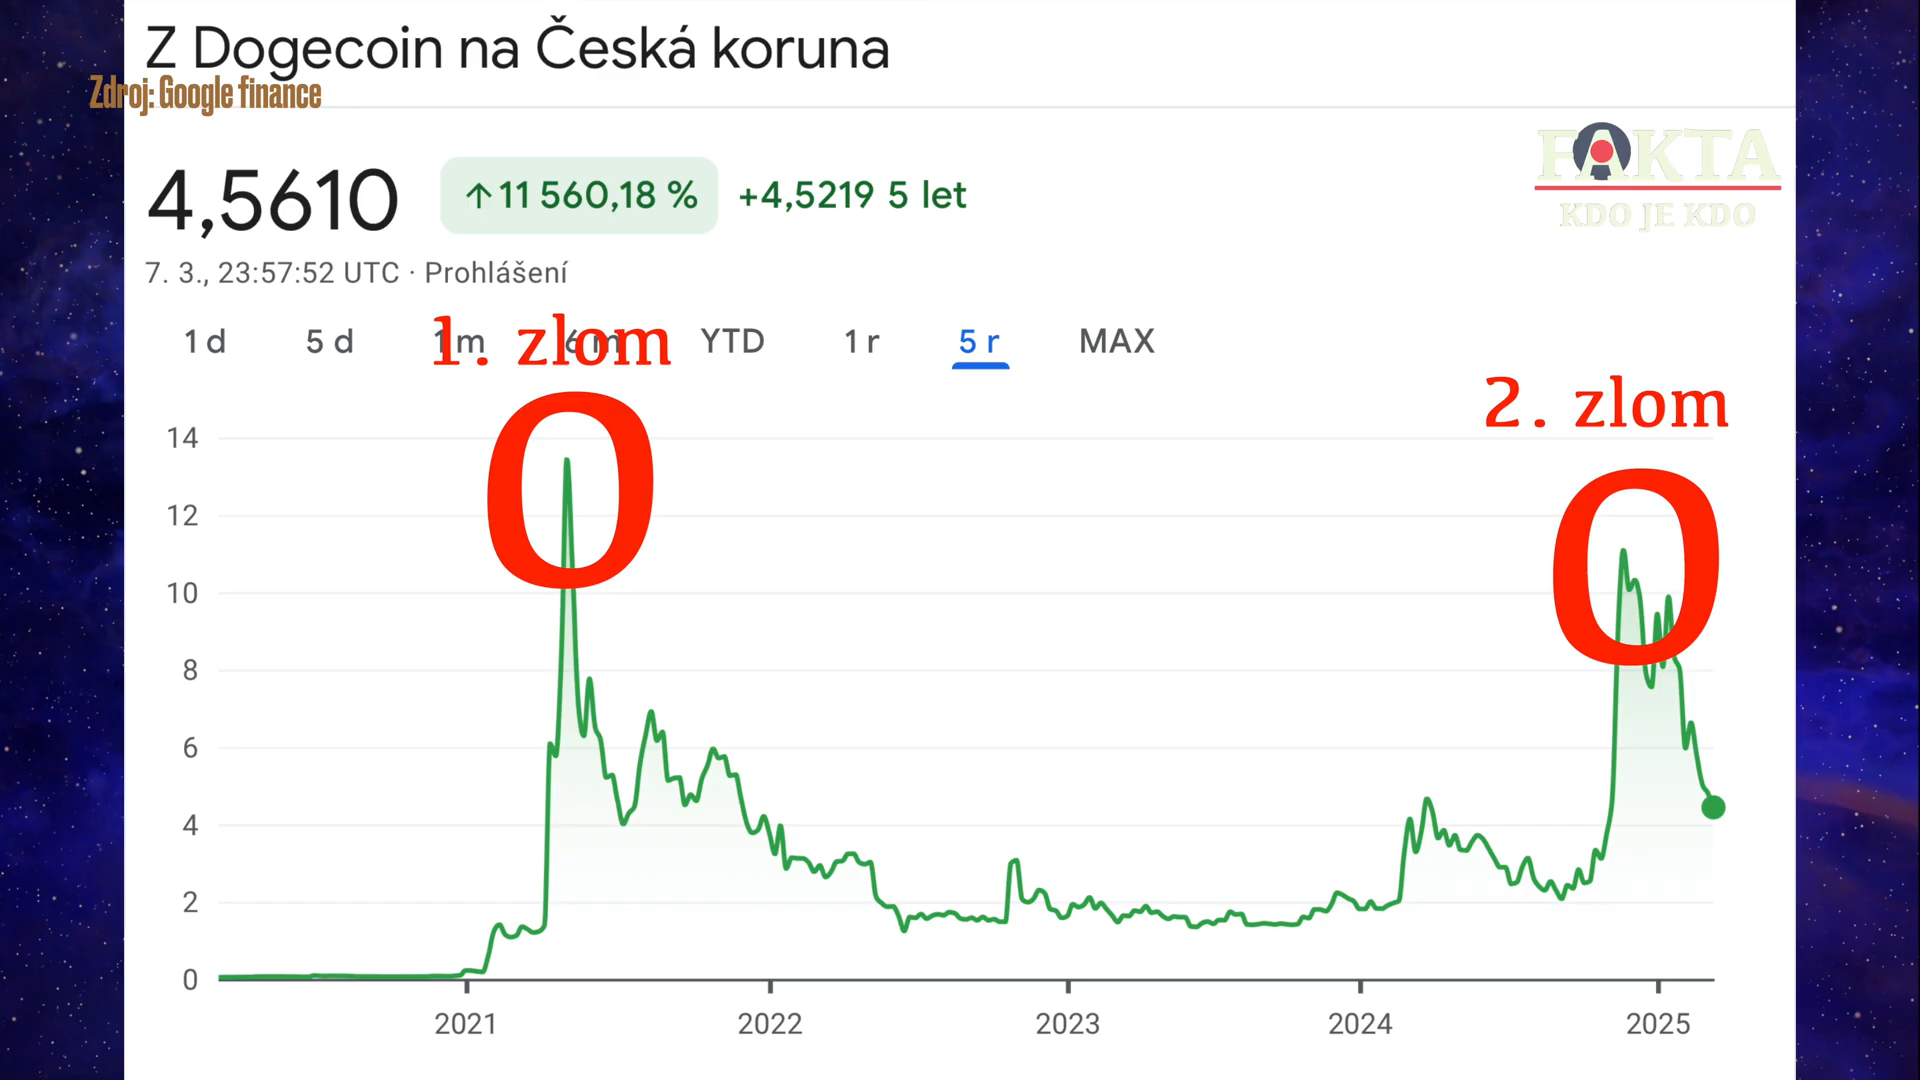 Z Dogecoin na Česká koruna
Zdroj: Google finance
FAKTA
KDO JE KDO
4,5610 ↑11 560,18 % +4,5219 5 let
7. 3., 23:57:52 UTC · Prohlášení
1 d 5 d 1 m 6 m YTD 1 r 5 r MAX
1. zlom
2. zlom
14
12
10
8
6
4
2
0
2021 2022 2023 2024 2025